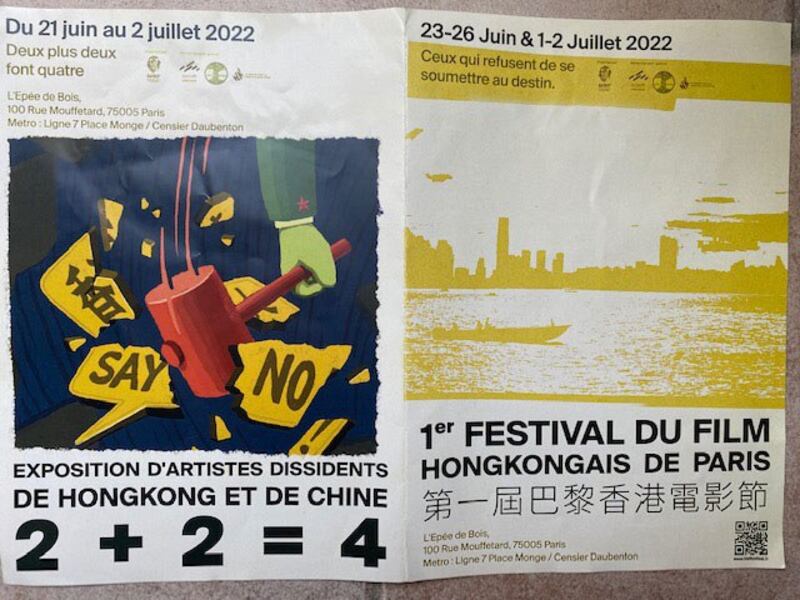 Du 21 juin au 2 juillet 2022
Deux plus deux
font quatre
L'Epée de Bois,
100 Rue Mouffetard, 75005 Paris
Metro : Ligne 7 Place Monge / Censier Daubenton
香
SAY
NO
!!
EXPOSITION D'ARTISTES DISSIDENTS
DE HONGKONG ET DE CHINE
2 + 2 = 4
23-26 Juin & 1-2 Juillet 2022
Ceux qui refusent de se
soumettre au destin.
1er FESTIVAL DU FILM
HONGKONGAIS DE PARIS
第一屆巴黎香港電影節
L'Epée de Bois,
100 Rue Mouffetard, 75005 Paris
Metro : Ligne 7 Place Monge / Censier Daubenton